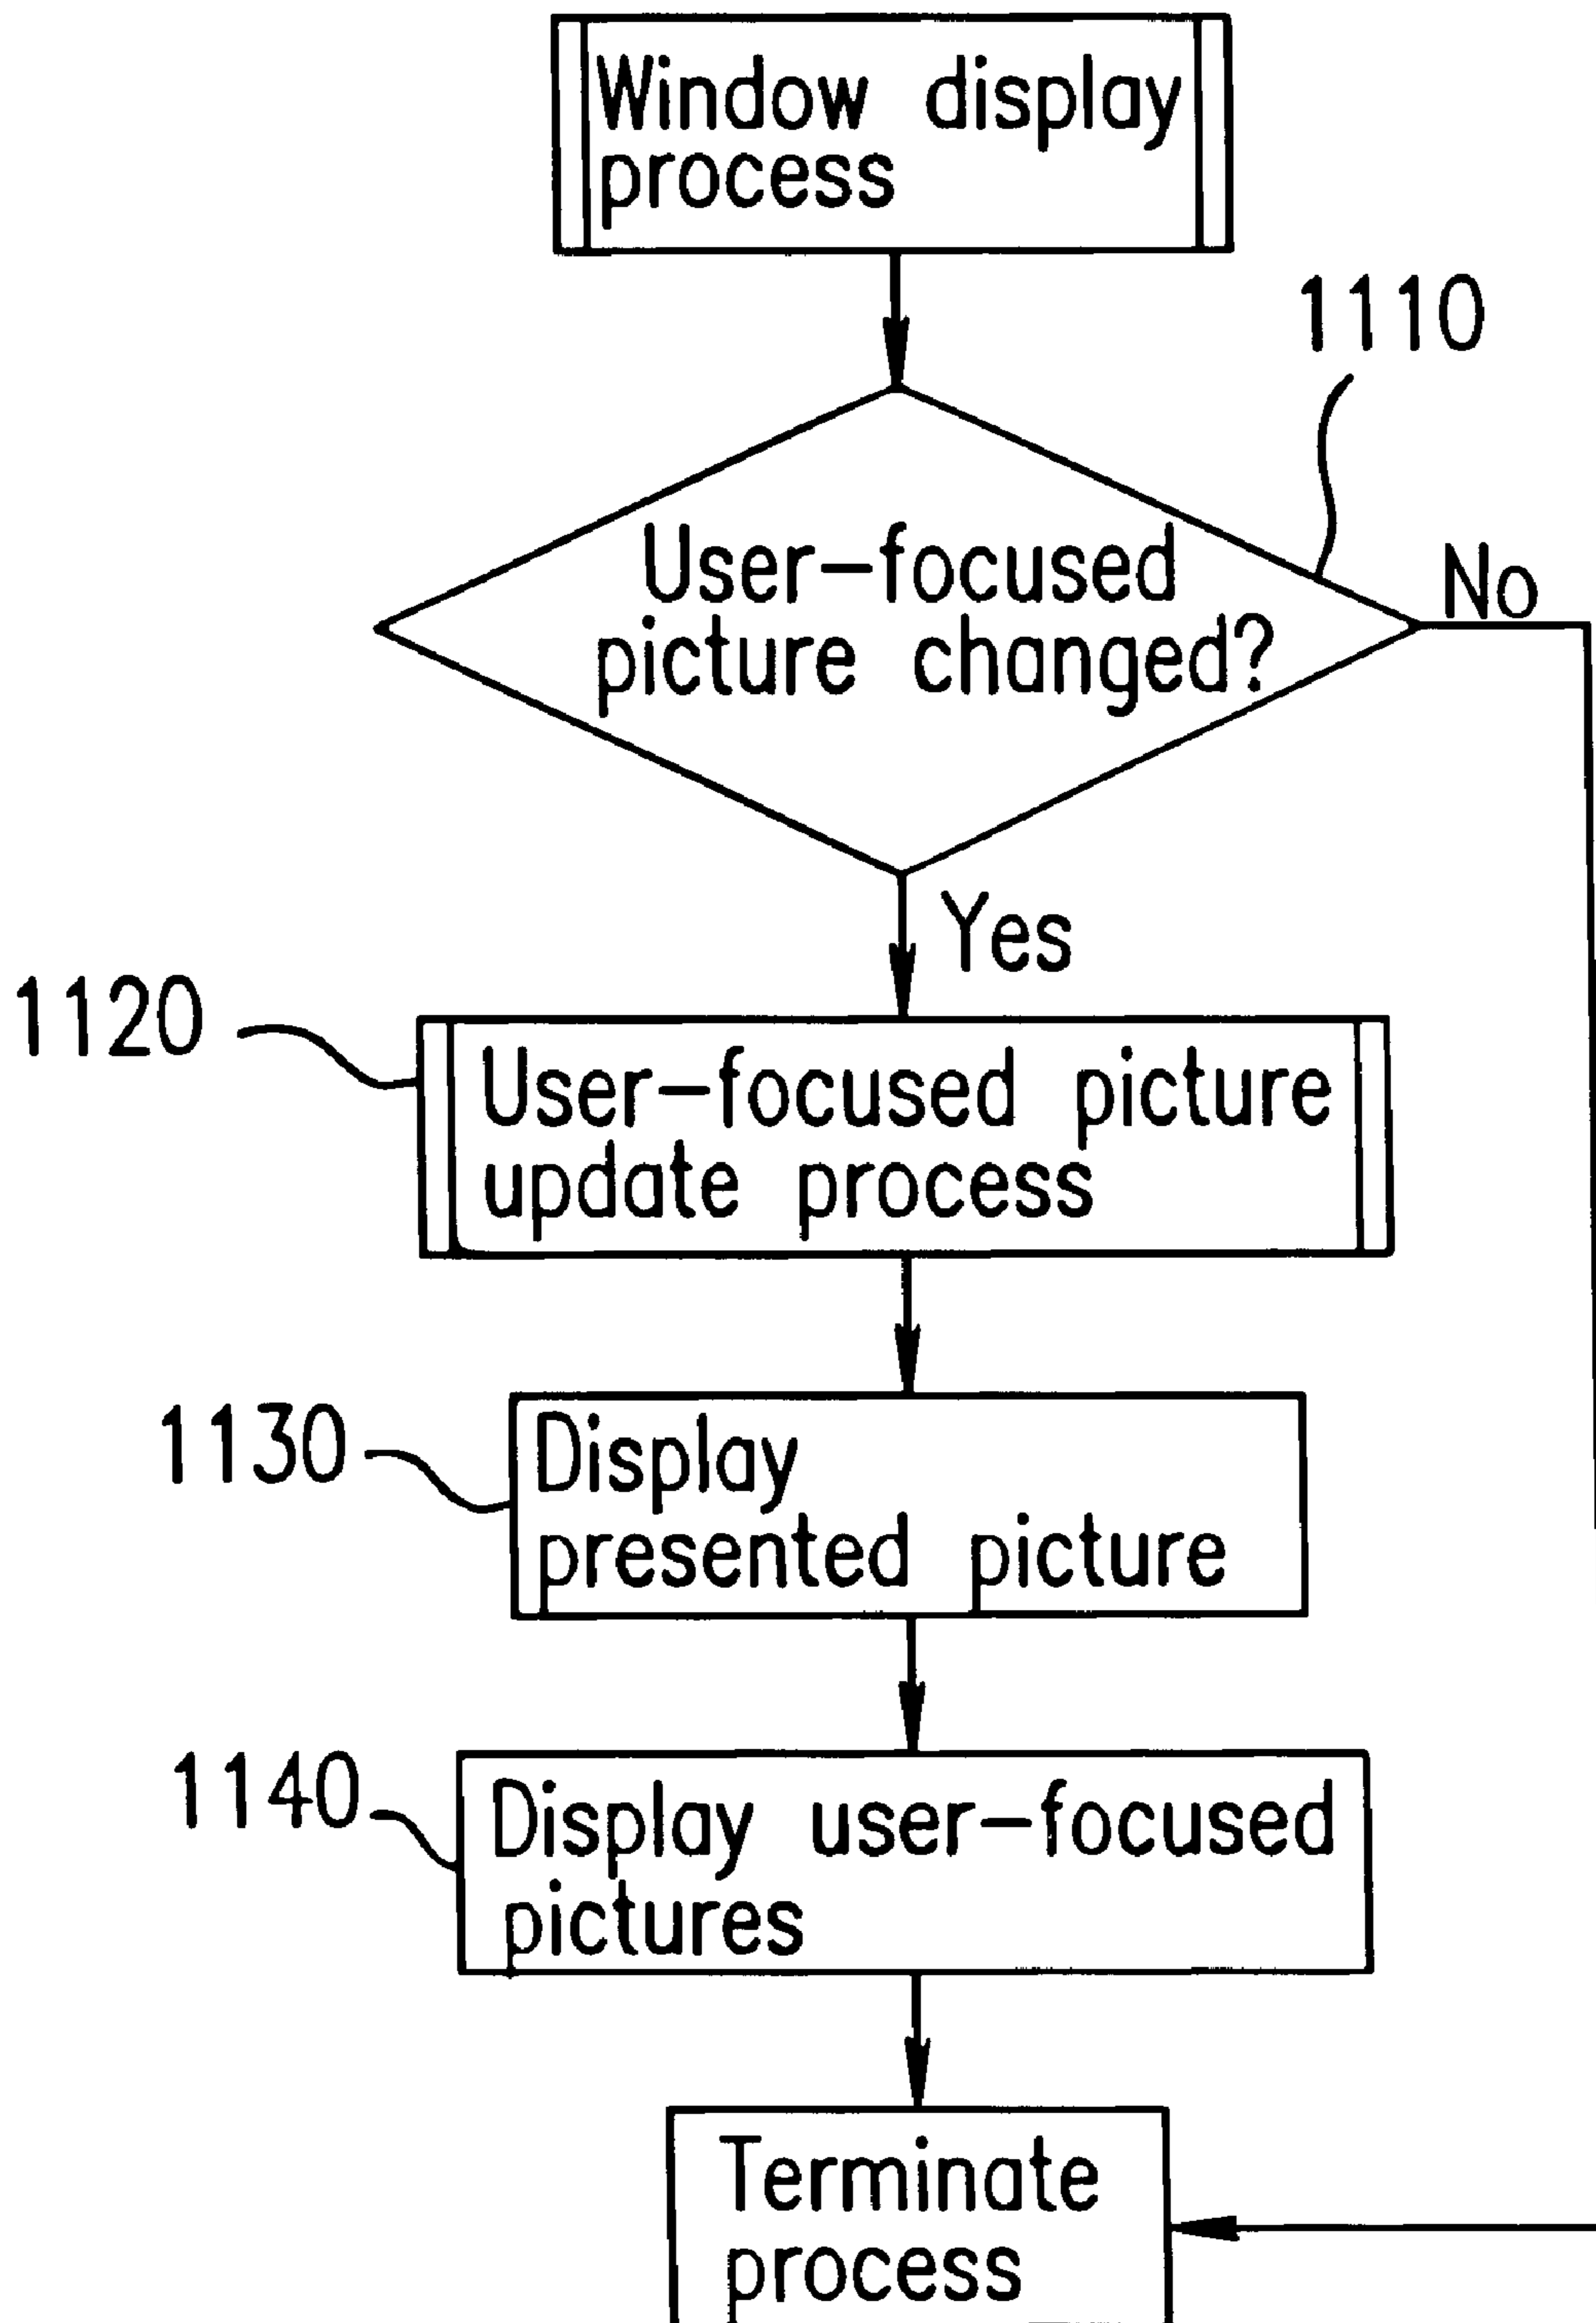 Window display
process
1110
User-focused
picture changed?
No
Yes
1120
User-focused picture
update process
1130
Display
presented picture
1140
Display user-focused
pictures
Terminate
process